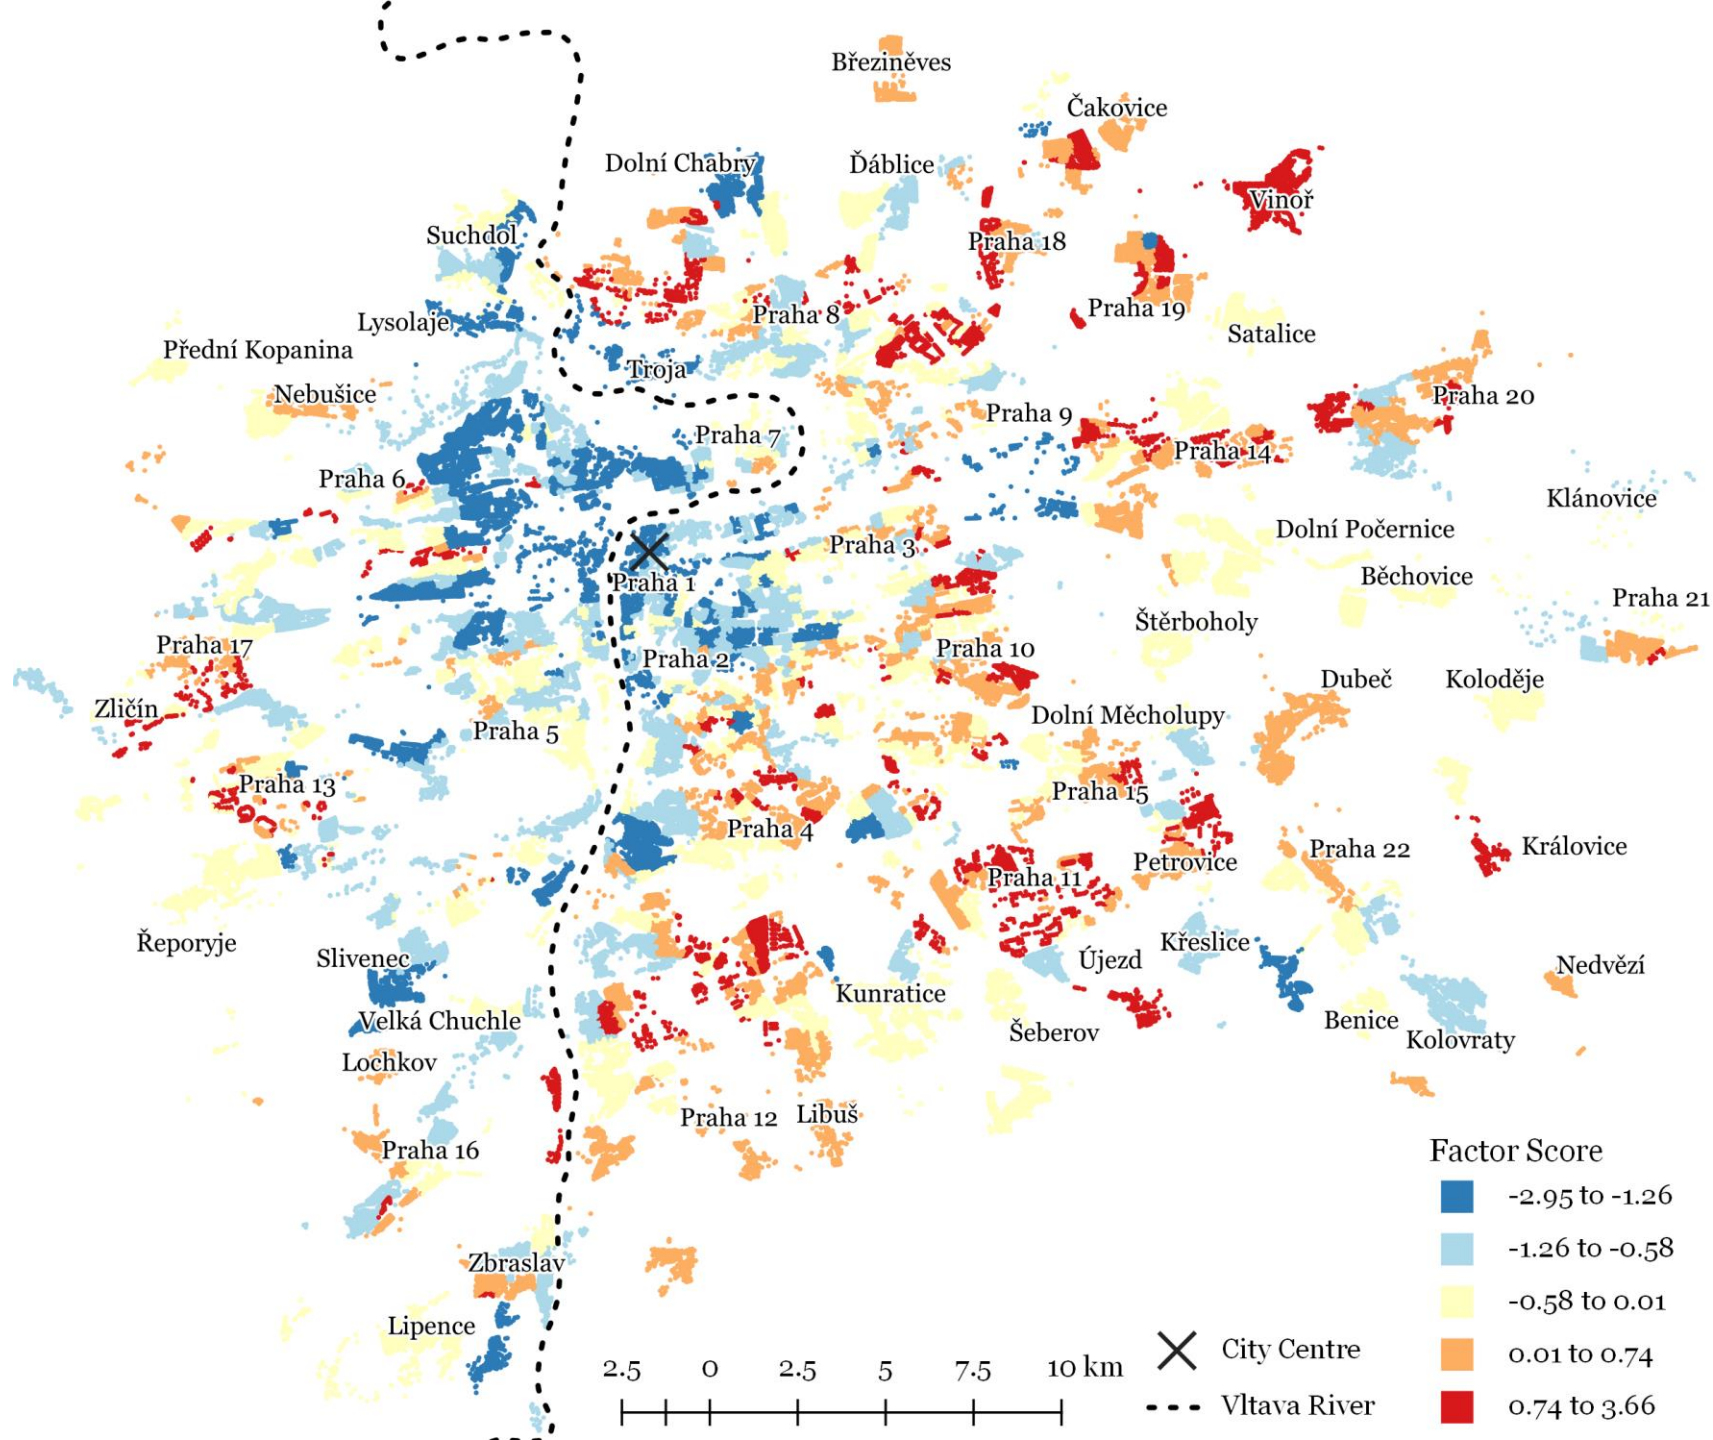 Březiněves
Čakovice
Dolní Chabry
Ďáblice
Vinoř
Suchdol
Praha 18
Lysolaje
Praha 8
Praha 19
Satalice
Přední Kopanina
Troja
Nebušice
Praha 20
Praha 9
Praha 7
Praha 14
Praha 6
Klánovice
Dolní Počernice
Praha 3
Běchovice
Praha 1
Praha 21
Štěrboholy
Praha 17
Praha 10
Praha 2
Dubeč
Koloděje
Zličín
Dolní Měcholupy
Praha 5
Praha 13
Praha 15
Praha 4
Praha 22
Královice
Petrovice
Praha 11
Řeporyje
Křeslice
Slivenec
Újezd
Nedvězí
Kunratice
Velká Chuchle
Šeberov
Benice
Kolovraty
Lochkov
Praha 12
Libuš
Praha 16
Zbraslav
Lipence
Factor Score
-2.95 to -1.26
-1.26 to -0.58
-0.58 to 0.01
0.01 to 0.74
0.74 to 3.66
City Centre
Vltava River
2.5 0 2.5 5 7.5 10 km